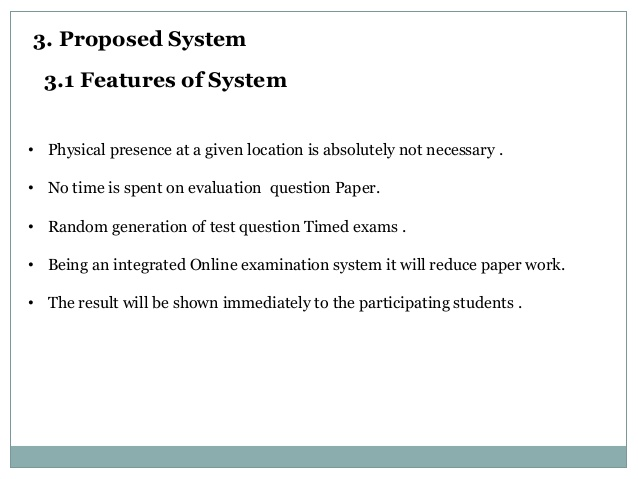 3. Proposed System
3.1 Features of System
• Physical presence at a given location is absolutely not necessary .
• No time is spent on evaluation  question Paper.
• Random generation of test question Timed exams .
• Being an integrated Online examination system it will reduce paper work.
• The result will be shown immediately to the participating students .